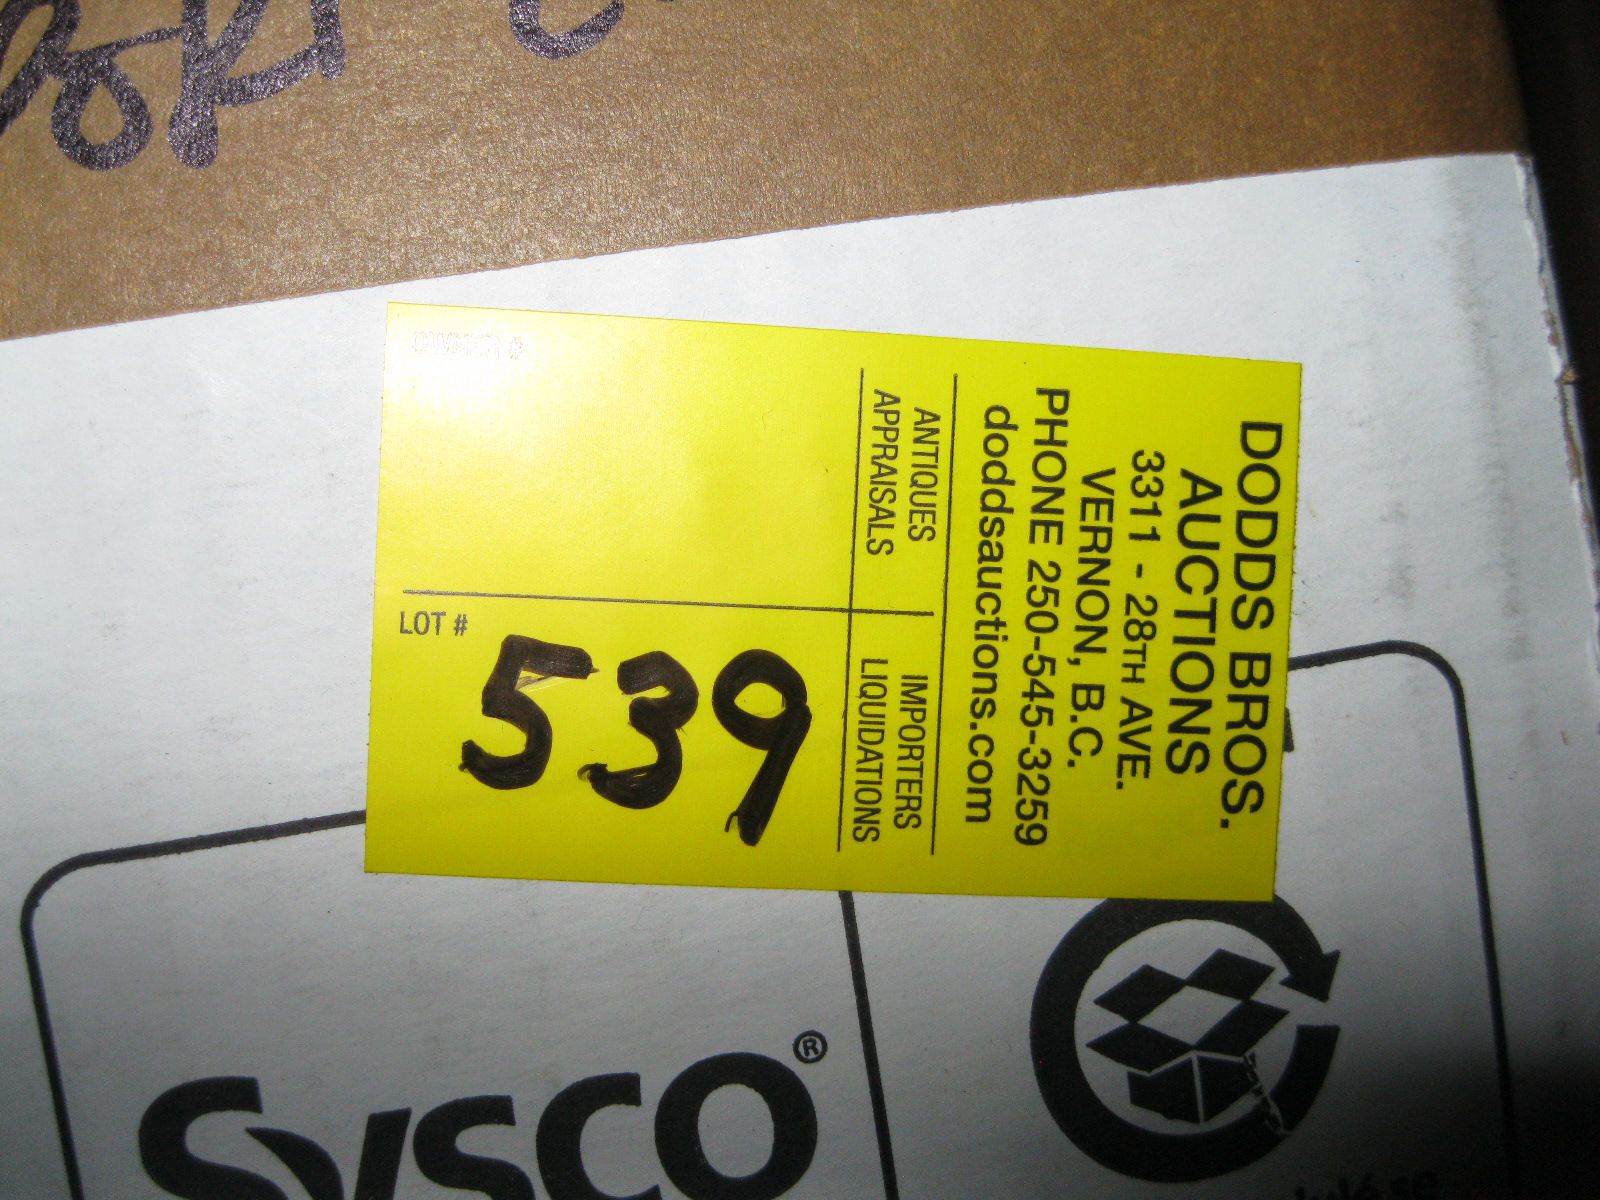 DODDS BROS.
AUCTIONS
3311 - 28TH AVE.
VERNON, B.C.
PHONE 250-545-3259
doddsauctions.com
ANTIQUES
APPRAISALS
IMPORTERS
LIQUIDATIONS
OWNER #
LOT #
539
Sysco®